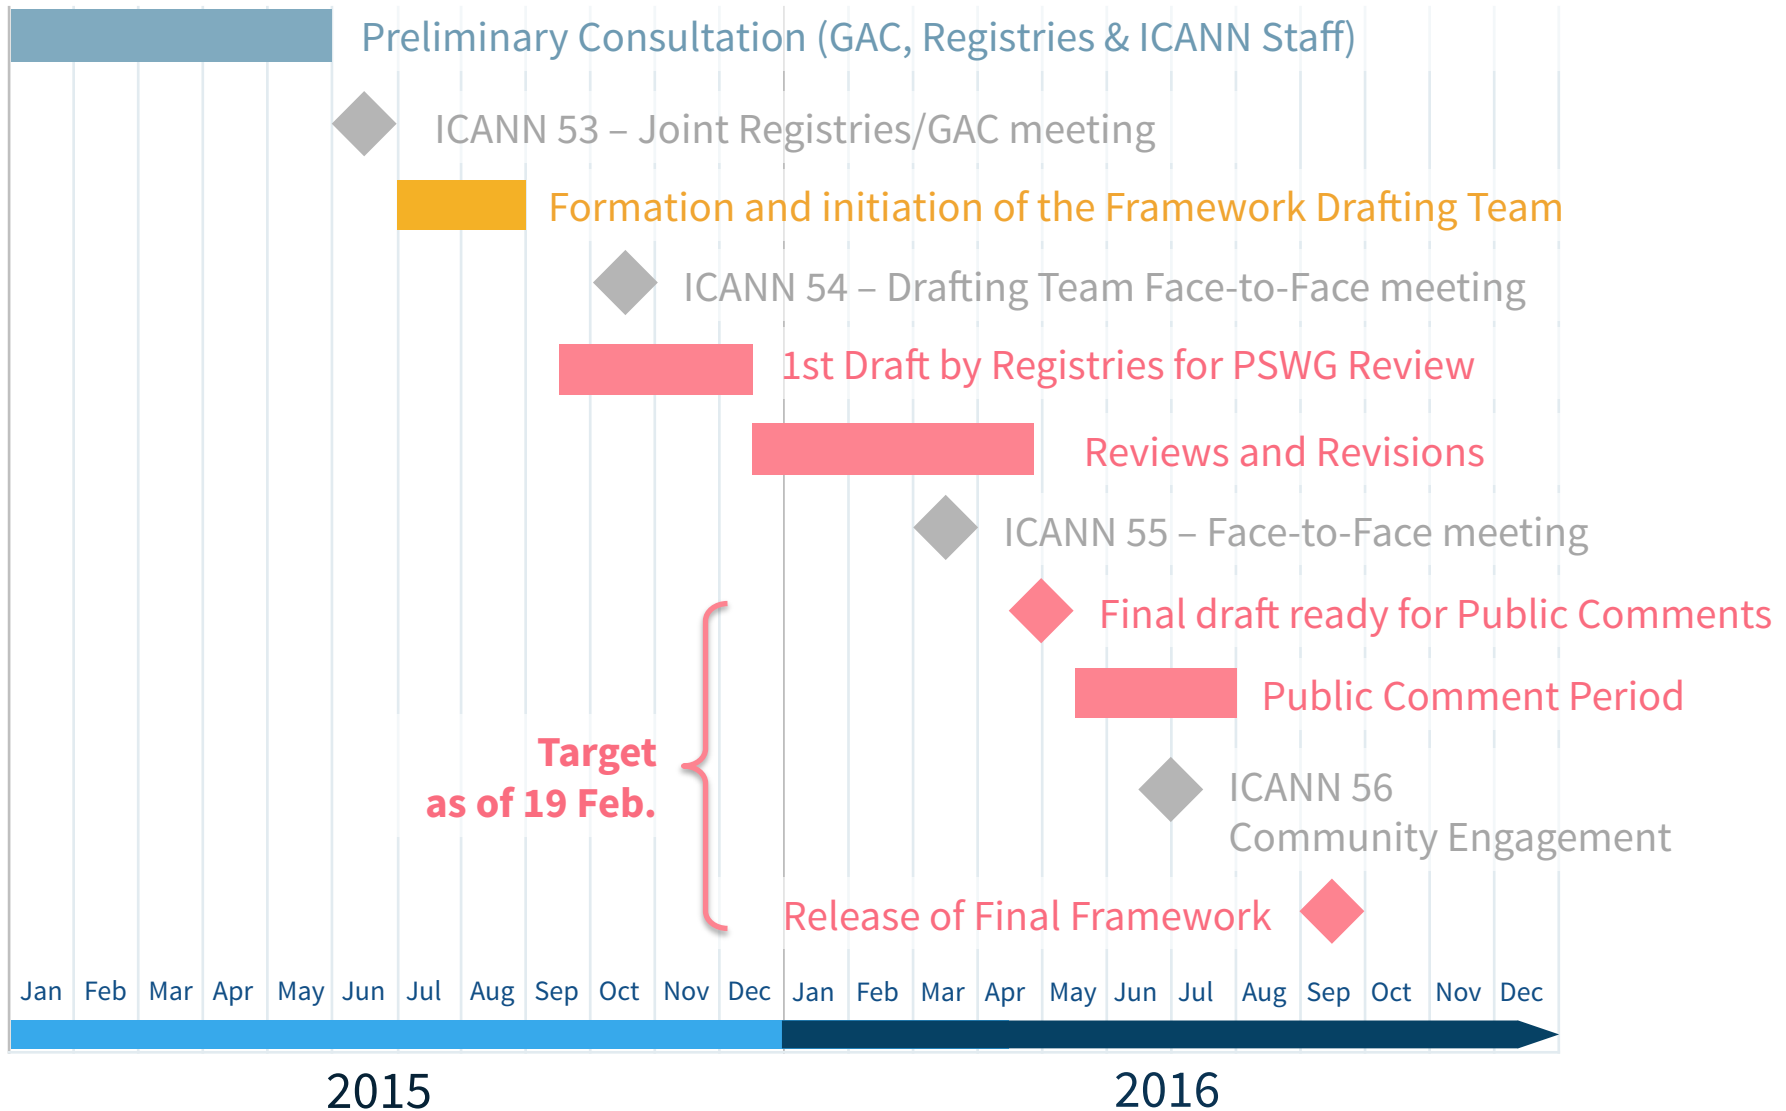 Preliminary Consultation (GAC, Registries & ICANN Staff)
ICANN 53 – Joint Registries/GAC meeting
Formation and initiation of the Framework Drafting Team
ICANN 54 – Drafting Team Face-to-Face meeting
1st Draft by Registries for PSWG Review
Reviews and Revisions
ICANN 55 – Face-to-Face meeting
Final draft ready for Public Comments
Public Comment Period
Target
as of 19 Feb.
ICANN 56
Community Engagement
Release of Final Framework
Jan Feb Mar Apr May Jun Jul Aug Sep Oct Nov Dec Jan Feb Mar Apr May Jun Jul Aug Sep Oct Nov Dec
2015 2016